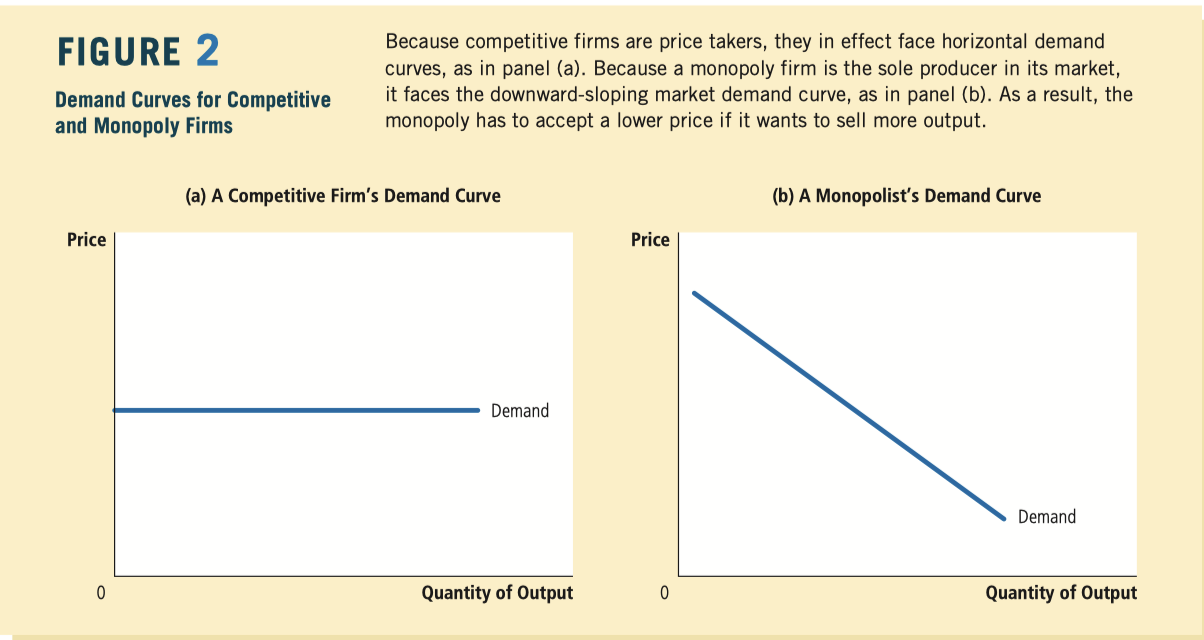 FIGURE 2
Demand Curves for Competitive
and Monopoly Firms
Because competitive firms are price takers, they in effect face horizontal demand
curves, as in panel (a). Because a monopoly firm is the sole producer in its market,
it faces the downward-sloping market demand curve, as in panel (b). As a result, the
monopoly has to accept a lower price if it wants to sell more output.
(a) A Competitive Firm’s Demand Curve
Price
Demand
0
Quantity of Output
(b) A Monopolist’s Demand Curve
Price
Demand
0
Quantity of Output